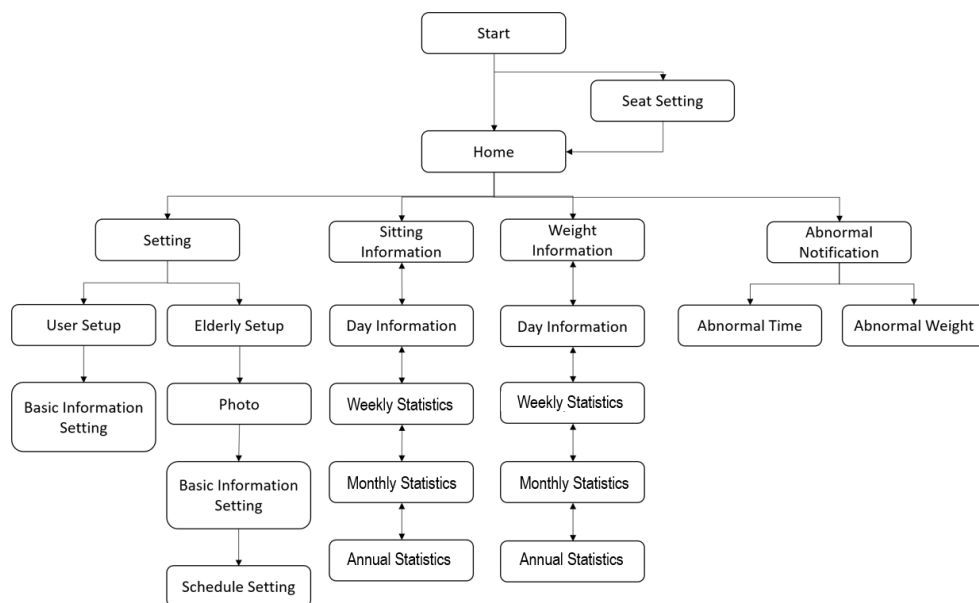 Start
Seat Setting
Home
Setting
Sitting
Information
Weight
Information
Abnormal
Notification
User Setup
Elderly Setup
Day Information
Day Information
Abnormal Time
Abnormal Weight
Basic Information
Setting
Photo
Weekly Statistics
Weekly Statistics
Basic Information
Setting
Monthly Statistics
Monthly Statistics
Schedule Setting
Annual Statistics
Annual Statistics